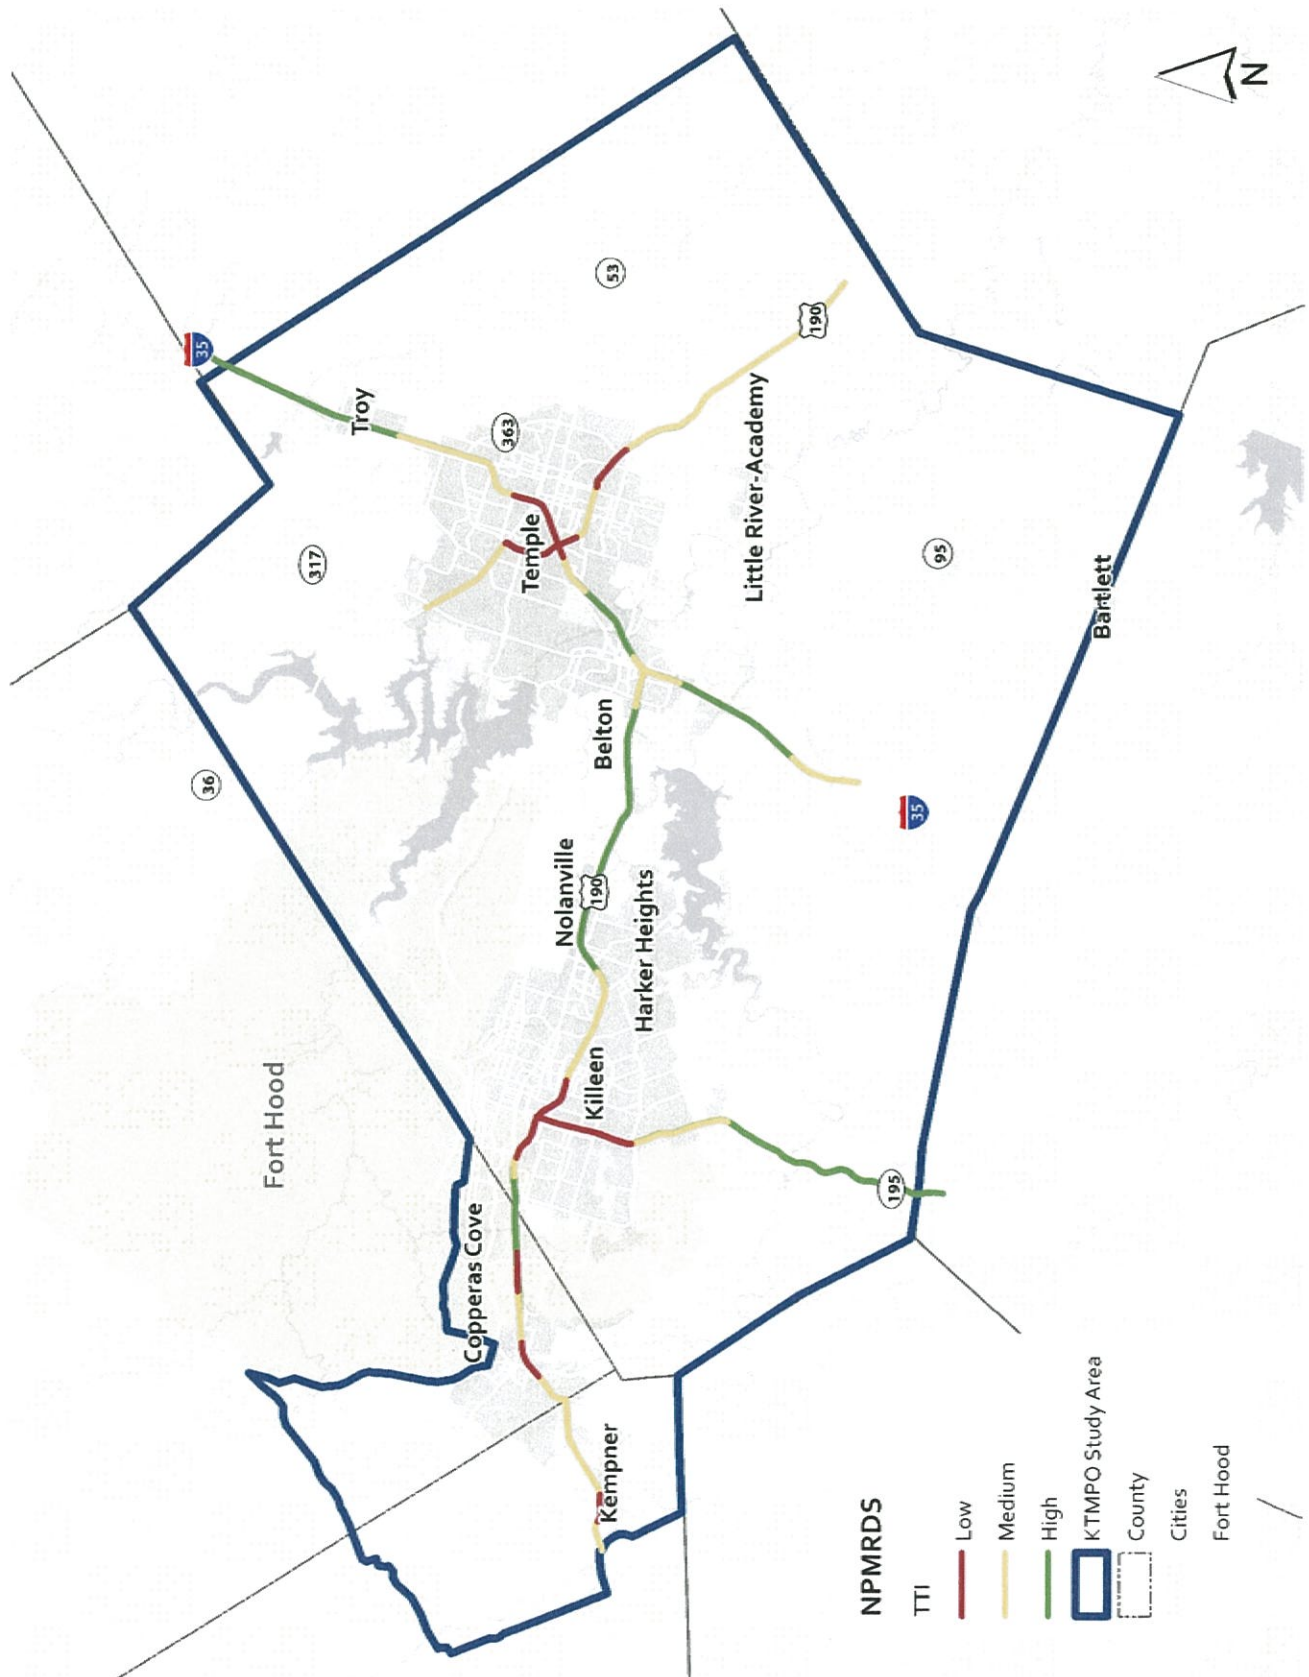 36
317
35
Troy
363
53
Temple
Belton
Little River-Academy
190
95
Bartlett
35
Fort Hood
Nolanville
190
Harker Heights
Killeen
Copperas Cove
195
Kempner
N
NPMRDS
TTI
Low
Medium
High
KTMPO Study Area
County
Cities
Fort Hood